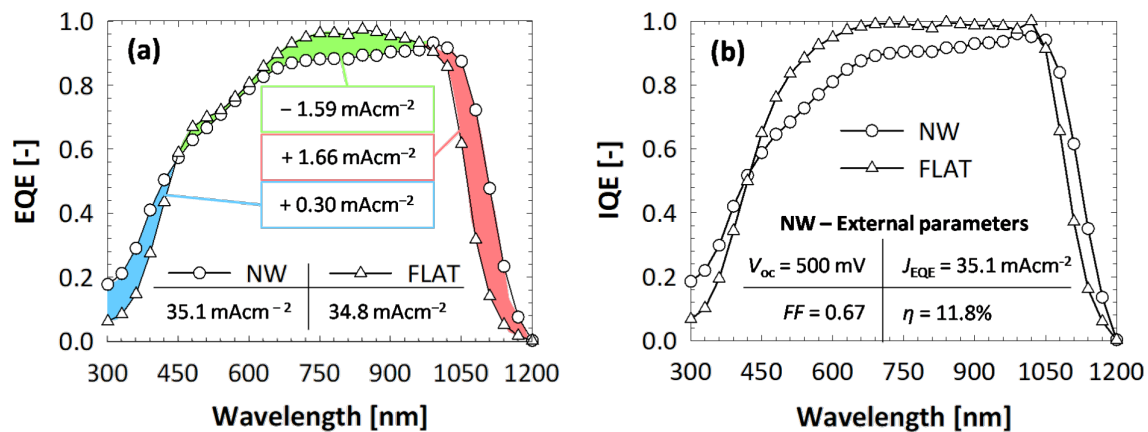 (a)
EQE [-]
1.0
0.8
0.6
0.4
0.2
0.0
− 1.59 mAcm⁻²
+ 1.66 mAcm⁻²
+ 0.30 mAcm⁻²
NW FLAT
35.1 mAcm⁻² 34.8 mAcm⁻²
300 450 600 750 900 1050 1200
Wavelength [nm]
(b)
IQE [-]
1.0
0.8
0.6
0.4
0.2
0.0
NW
FLAT
NW – External parameters
Voc = 500 mV JEQE = 35.1 mAcm⁻²
FF = 0.67 η = 11.8%
300 450 600 750 900 1050 1200
Wavelength [nm]